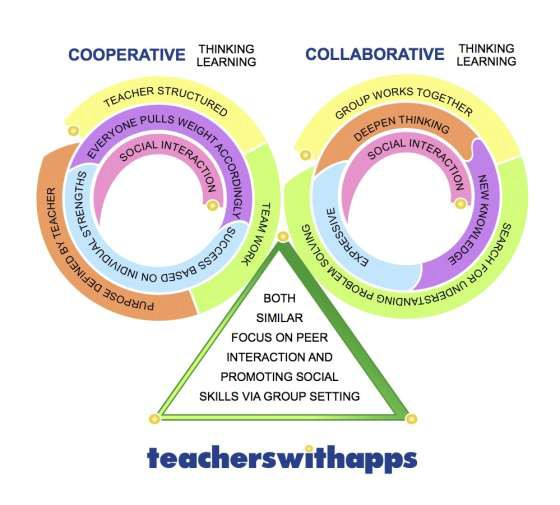 COOPERATIVE THINKING
LEARNING
TEACHER STRUCTURED
EVERYONE PULLS WEIGHT ACCORDINGLY
SOCIAL INTERACTION
SUCCESS BASED ON INDIVIDUAL STRENGTHS
TEAM WORK
PURPOSE DEFINED BY TEACHER
COLLABORATIVE THINKING
LEARNING
GROUP WORKS TOGETHER
DEEPEN THINKING
SOCIAL INTERACTION
NEW KNOWLEDGE
EXPRESSIVE
SEARCH FOR UNDERSTANDING PROBLEM SOLVING
BOTH
SIMILAR
FOCUS ON PEER
INTERACTION AND
PROMOTING SOCIAL
SKILLS VIA GROUP SETTING
teacherswithapps